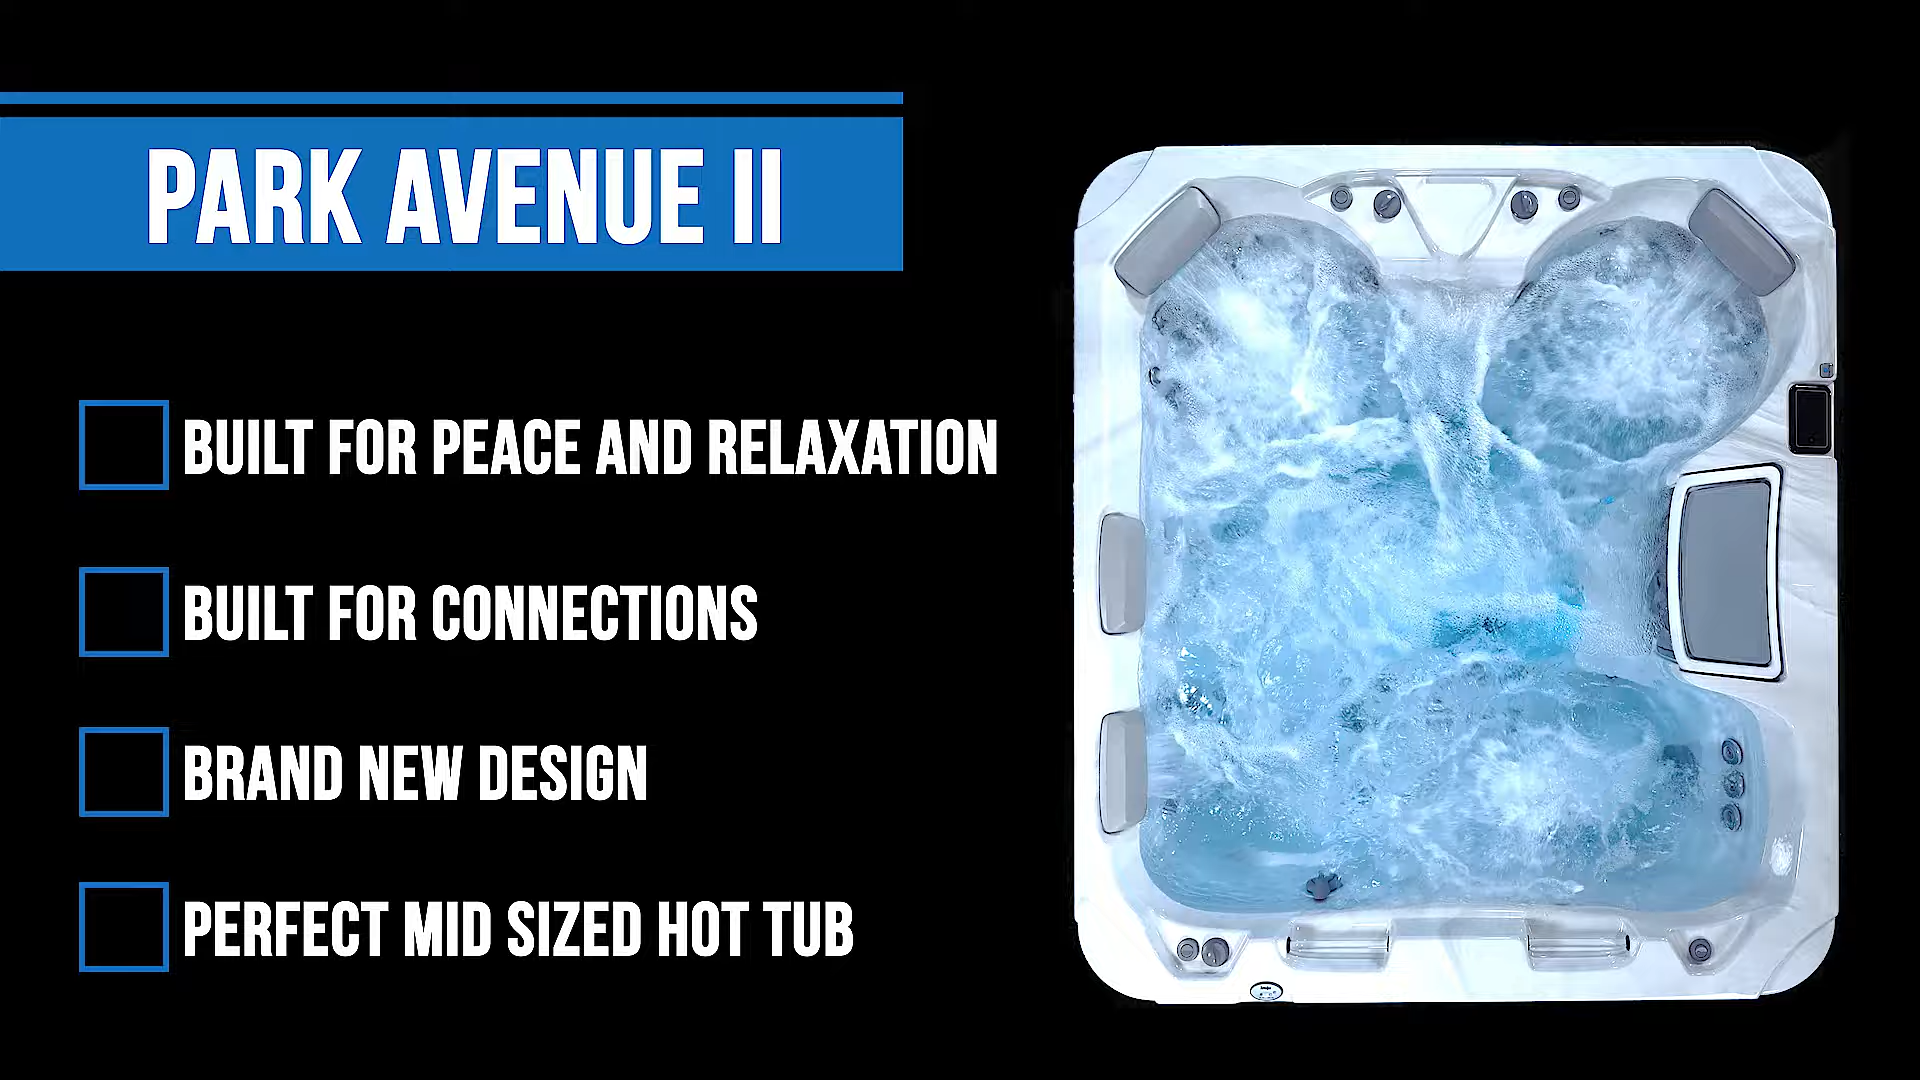 PARK AVENUE II
BUILT FOR PEACE AND RELAXATION
BUILT FOR CONNECTIONS
BRAND NEW DESIGN
PERFECT MID SIZED HOT TUB